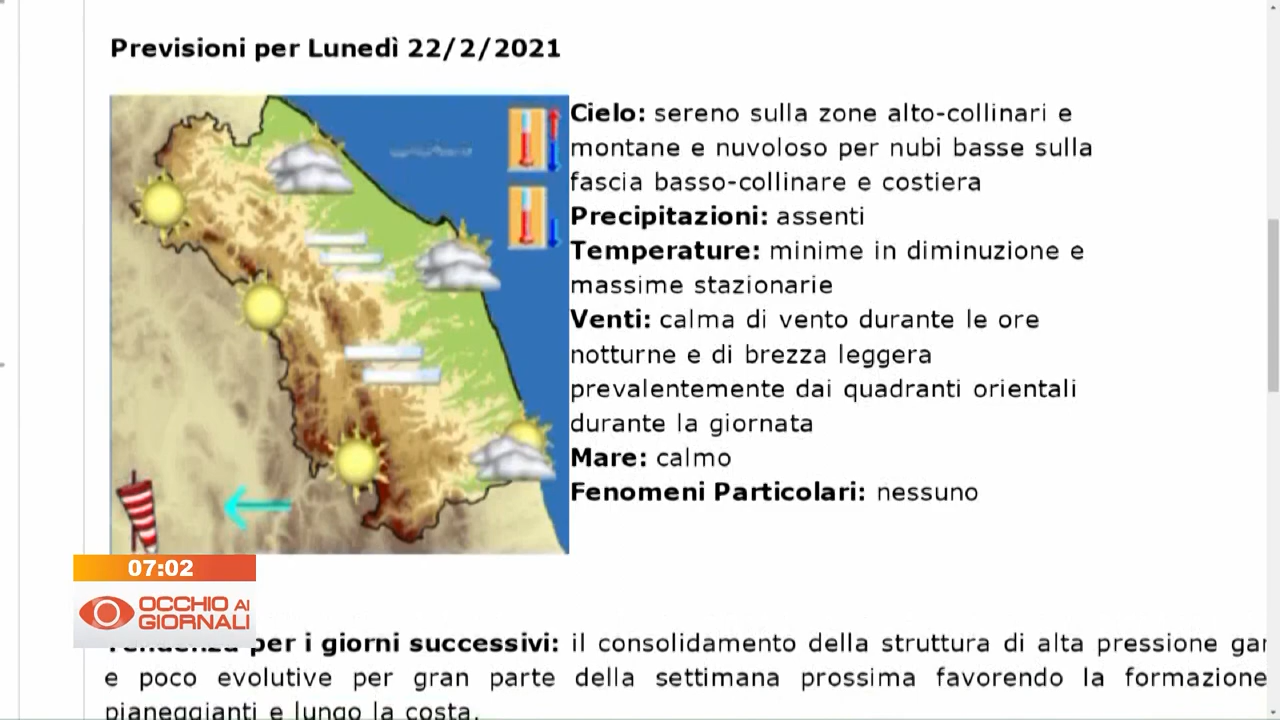 Previsioni per Lunedì 22/2/2021
Cielo: sereno sulla zone alto-collinari e
montane e nuvoloso per nubi basse sulla
fascia basso-collinare e costiera
Precipitazioni: assenti
Temperature: minime in diminuzione e
massime stazionarie
Venti: calma di vento durante le ore
notturne e di brezza leggera
prevalentemente dai quadranti orientali
durante la giornata
Mare: calmo
Fenomeni Particolari: nessuno
07:02
OCCHIO AI
GIORNALI
Tendenza per i giorni successivi: il consolidamento della struttura di alta pressione
e poco evolutive per gran parte della settimana prossima favorendo la formazione
pianeggianti e lungo la costa.